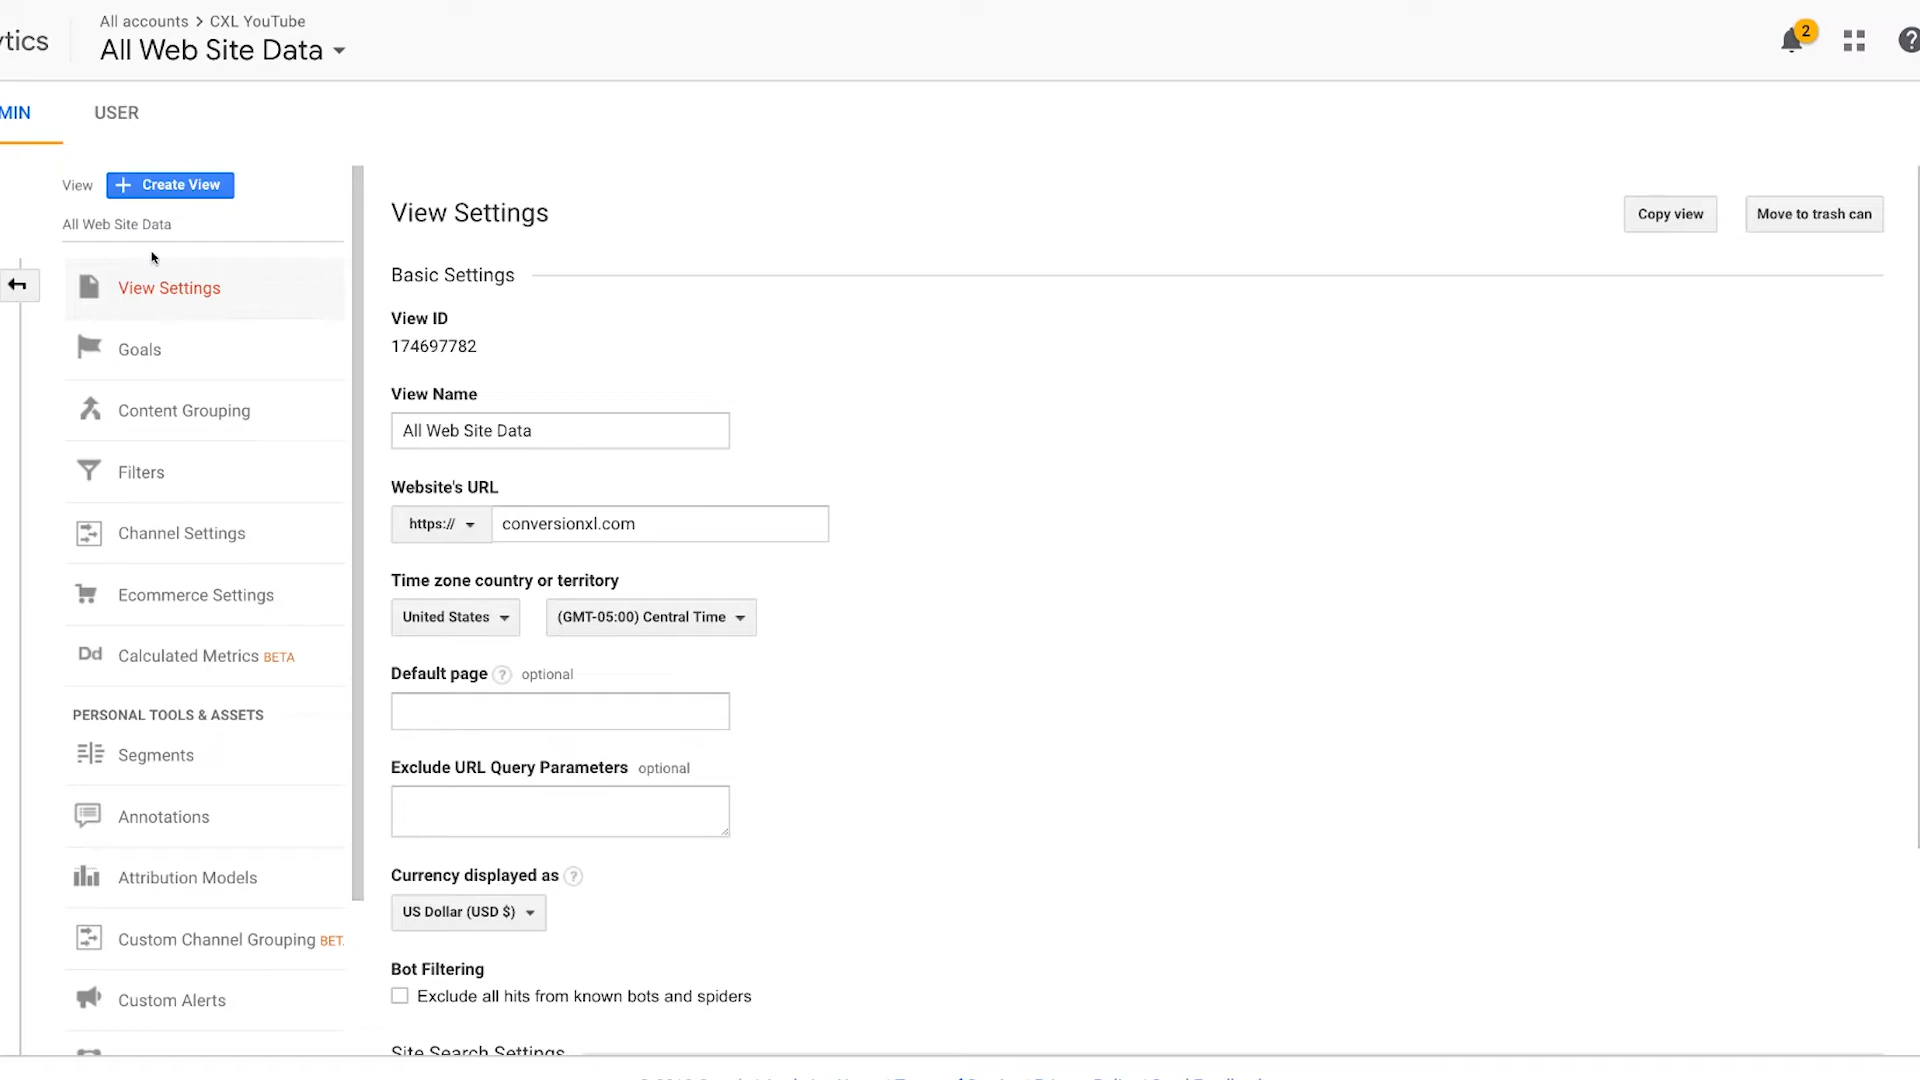 All accounts > CXL YouTube
All Web Site Data
2
USER
View
Create View
All Web Site Data
View Settings
Goals
Content Grouping
Filters
Channel Settings
Ecommerce Settings
Dd Calculated Metrics BETA
PERSONAL TOOLS & ASSETS
Segments
Annotations
Attribution Models
Custom Channel Grouping BET
Custom Alerts
View Settings
Copy view
Move to trash can
Basic Settings
View ID
174697782
View Name
All Web Site Data
Website's URL
https:// conversionxl.com
Time zone country or territory
United States (GMT-05:00) Central Time
Default page ? optional
Exclude URL Query Parameters optional
Currency displayed as ?
US Dollar (USD $)
Bot Filtering
Exclude all hits from known bots and spiders
Site Search Settings